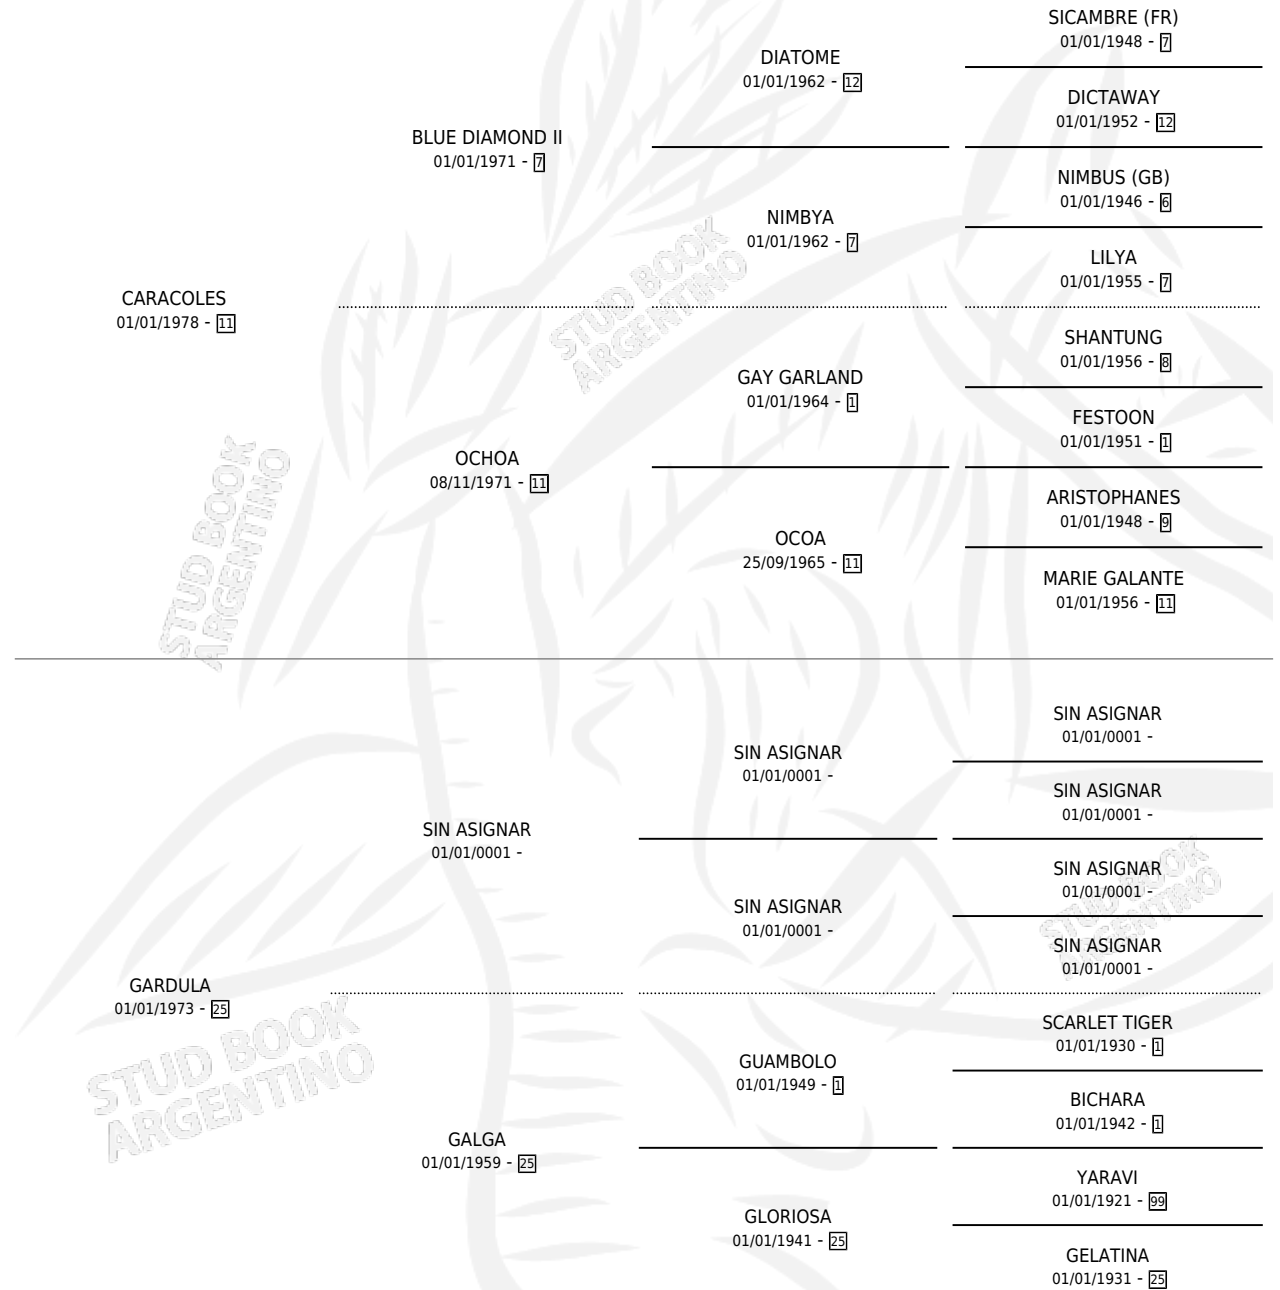 SICAMBRE (FR)
01/01/1948 - 7
DIATOME
01/01/1962 - 12
DICTAWAY
01/01/1952 - 12
BLUE DIAMOND II
01/01/1971 - 7
NIMBUS (GB)
01/01/1946 - 6
NIMBYA
01/01/1962 - 7
LILYA
01/01/1955 - 7
CARACOLES
01/01/1978 - 11
SHANTUNG
01/01/1956 - 8
GAY GARLAND
01/01/1964 - 1
FESTOON
01/01/1951 - 1
OCHOA
08/11/1971 - 11
ARISTOPHANES
01/01/1948 - 9
OCOA
25/09/1965 - 11
MARIE GALANTE
01/01/1956 - 11
SIN ASIGNAR
01/01/0001 -
SIN ASIGNAR
01/01/0001 -
SIN ASIGNAR
01/01/0001 -
SIN ASIGNAR
01/01/0001 -
SIN ASIGNAR
01/01/0001 -
SIN ASIGNAR
01/01/0001 -
SIN ASIGNAR
01/01/0001 -
GARDULA
01/01/1973 - 25
SCARLET TIGER
01/01/1930 - 1
GUAMBOLO
01/01/1949 - 1
BICHARA
01/01/1942 - 1
GALGA
01/01/1959 - 25
YARAVI
01/01/1921 - 99
GLORIOSA
01/01/1941 - 25
GELATINA
01/01/1931 - 25
STUD BOOK
ARGENTINO
STUD BOOK
ARGENTINO
STUD BOOK
ARGENTINO
STUD BOOK
ARGENTINO